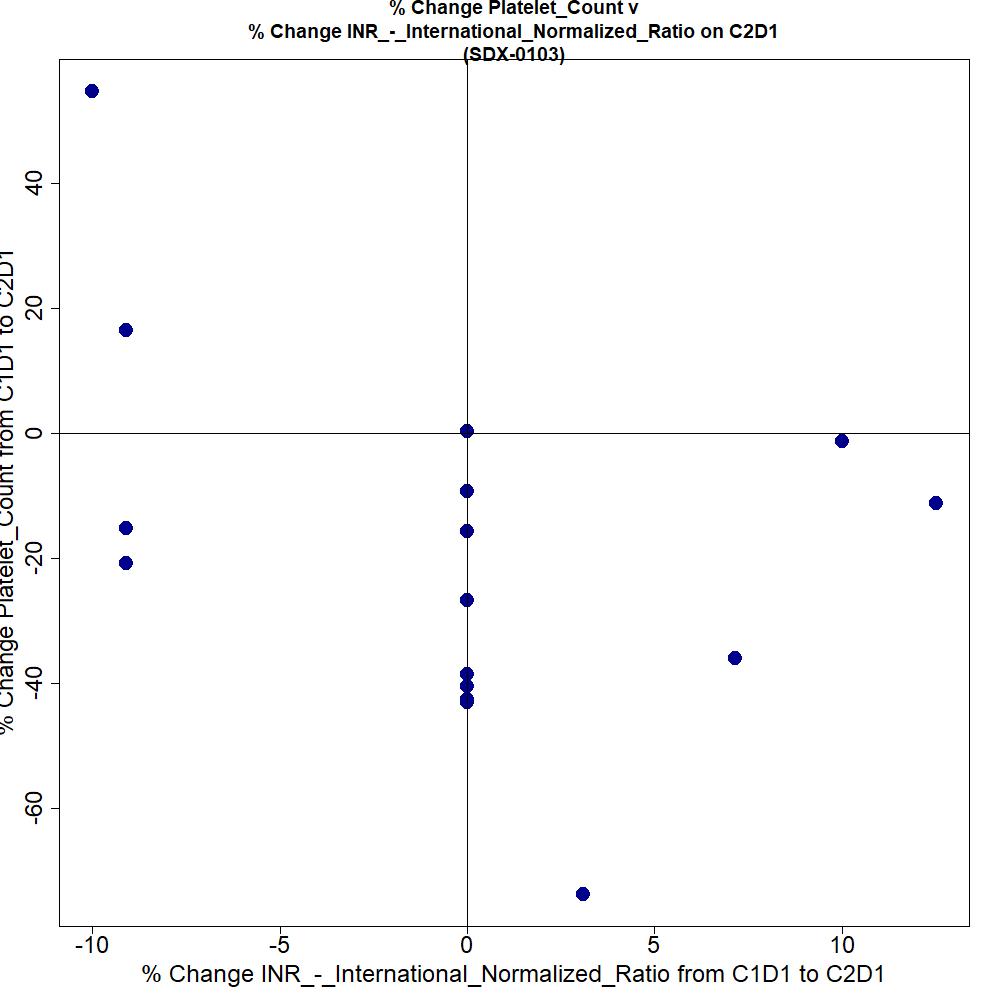 % Change Platelet_Count v
% Change INR_-_International_Normalized_Ratio on C2D1
(SDX-0103)
% Change Platelet_Count from C1D1 to C2D1
40
20
0
-20
-40
-60
-10
-5
0
5
10
% Change INR_-_International_Normalized_Ratio from C1D1 to C2D1